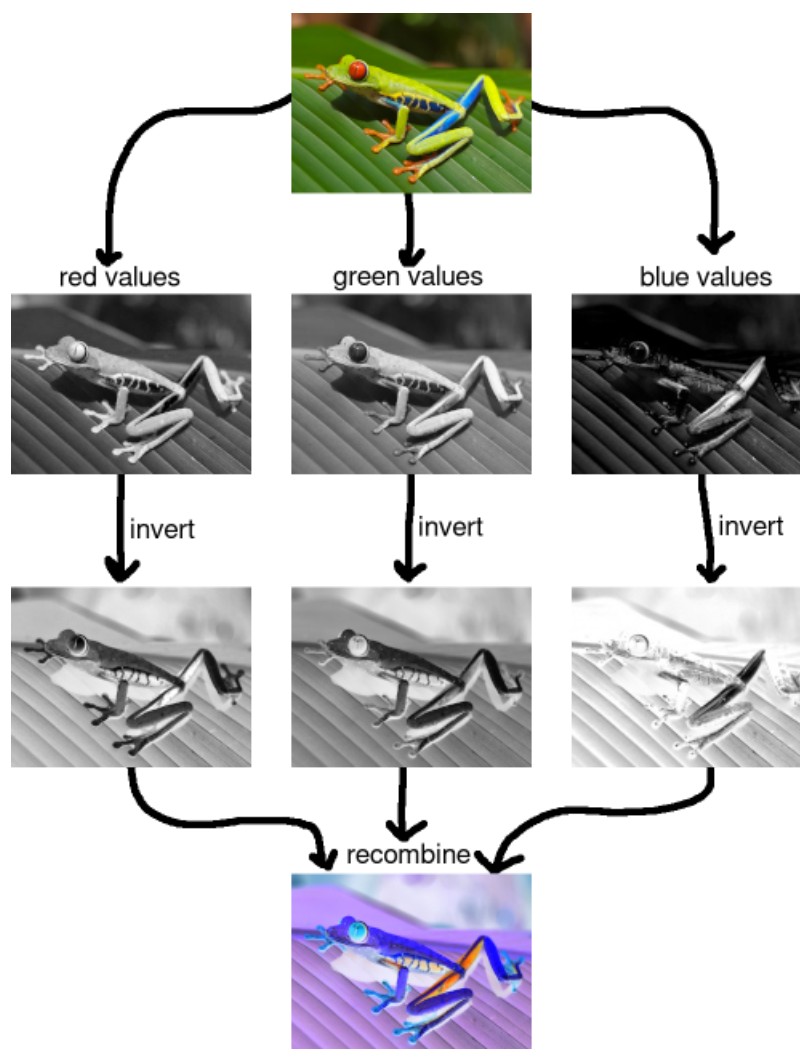 red values
green values
blue values
invert
invert
invert
recombine